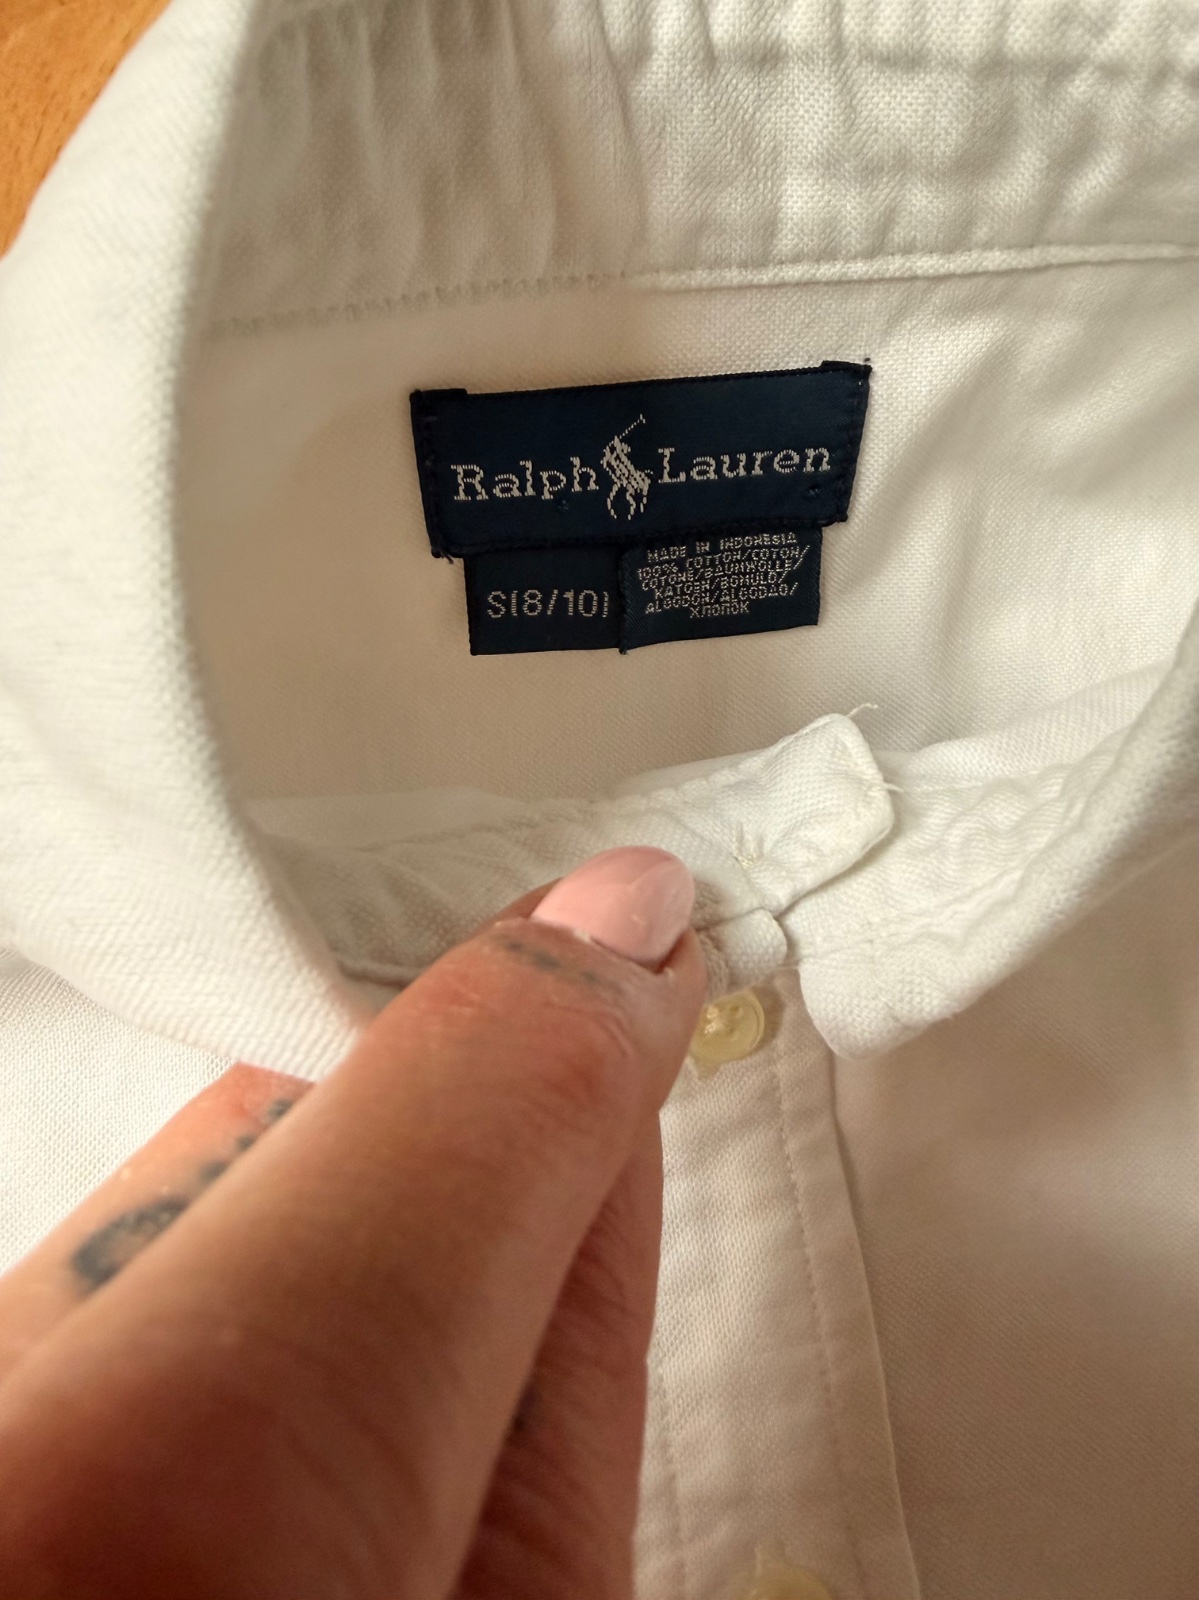 Ralph Lauren
S(8/10)
MADE IN INDONESIA
100% COTTON/COTON/
COTONE/BAUMWOLLE/
KATOEN/BOMULD/
ALGODON/ALGODAO/
ХЛОПОК